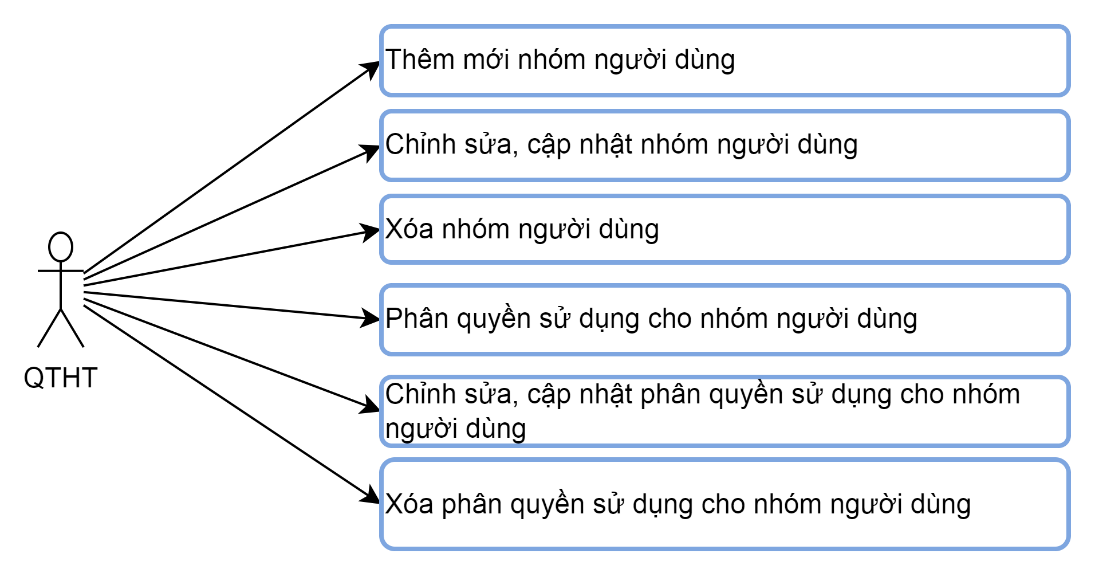 Thêm mới nhóm người dùng
Chỉnh sửa, cập nhật nhóm người dùng
Xóa nhóm người dùng
Phân quyền sử dụng cho nhóm người dùng
QTHT
Chỉnh sửa, cập nhật phân quyền sử dụng cho nhóm
người dùng
Xóa phân quyền sử dụng cho nhóm người dùng